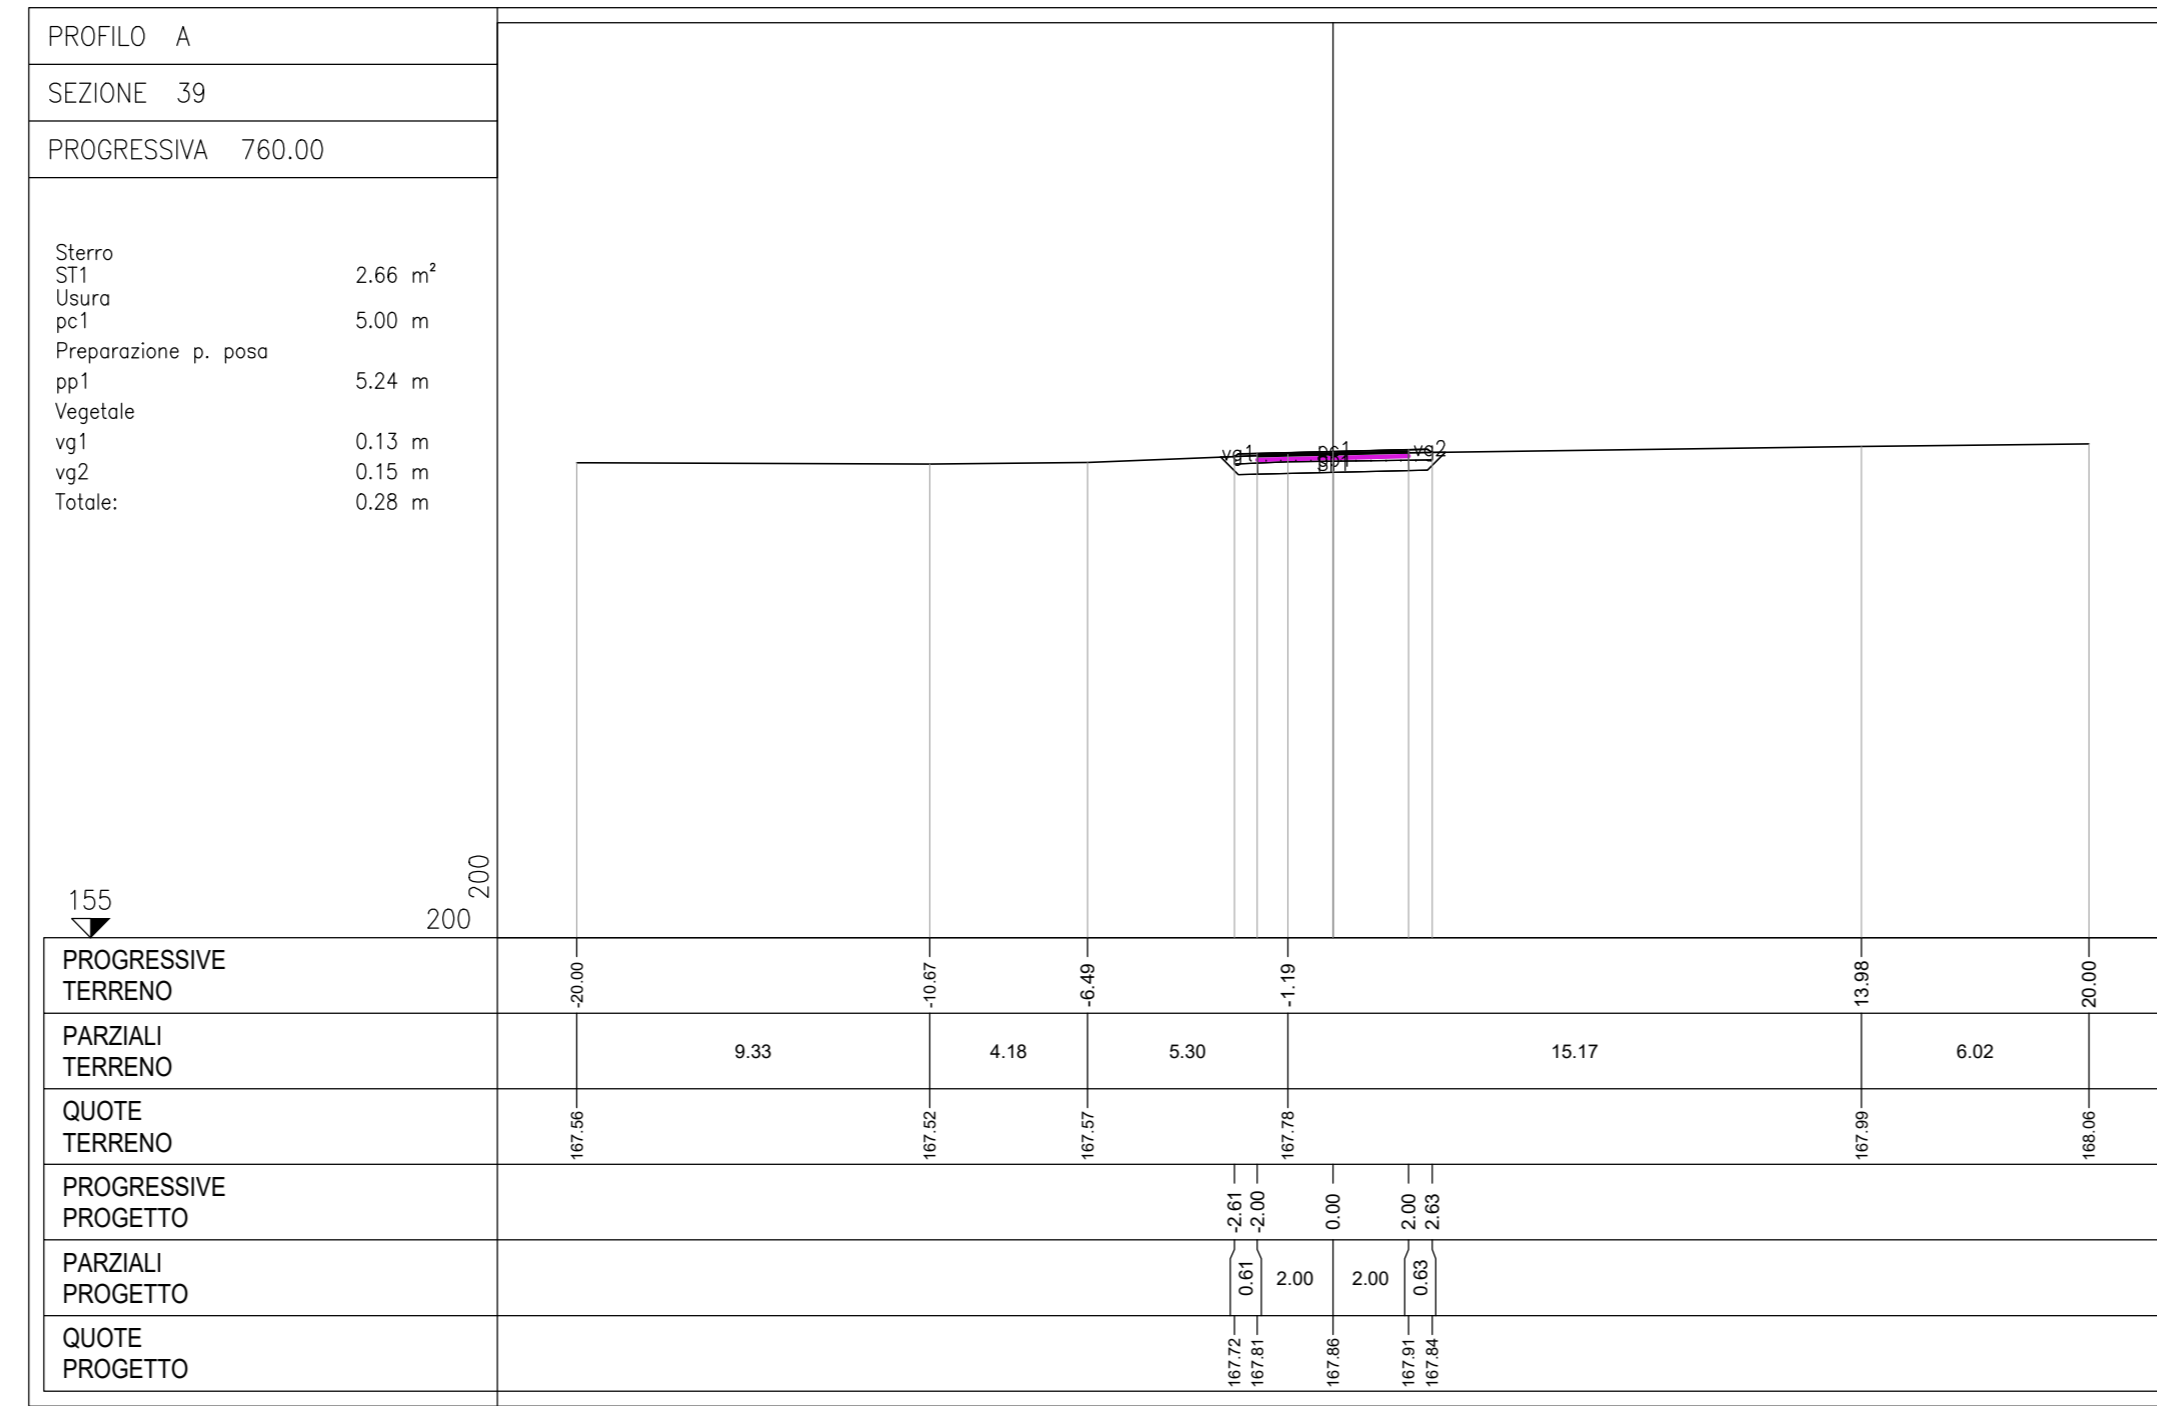 PROFILO A
SEZIONE 39
PROGRESSIVA 760.00
Sterro
ST1 2.66 m²
Usura
pc1 5.00 m
Preparazione p. posa
pp1 5.24 m
Vegetale
vg1 0.13 m
vg2 0.15 m
Totale: 0.28 m
vg1 pc1 vg2
155 200 200
PROGRESSIVE
TERRENO
-20.00 -10.67 -6.49 -1.19 13.98 20.00
PARZIALI
TERRENO
9.33 4.18 5.30 15.17 6.02
QUOTE
TERRENO
167.56 167.52 167.57 167.78 167.99 168.06
PROGRESSIVE
PROGETTO
-2.61 -2.00 0.00 2.00 2.63
PARZIALI
PROGETTO
0.61 2.00 2.00 0.63
QUOTE
PROGETTO
167.72 167.81 167.86 167.91 167.84